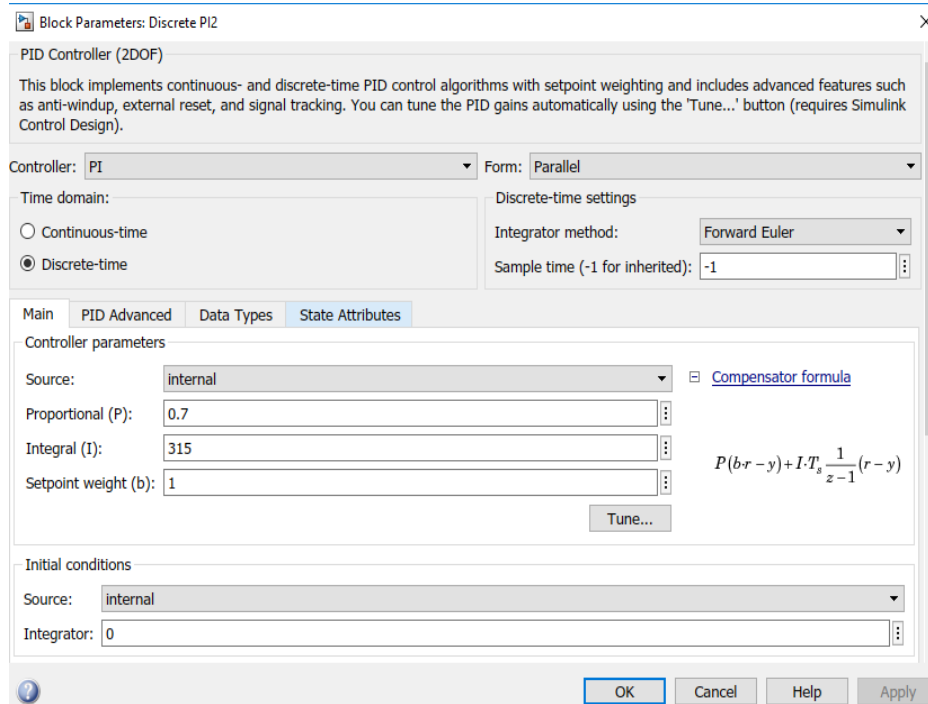 Block Parameters: Discrete PI2
PID Controller (2DOF)
This block implements continuous- and discrete-time PID control algorithms with setpoint weighting and includes advanced features such
as anti-windup, external reset, and signal tracking. You can tune the PID gains automatically using the 'Tune...' button (requires Simulink
Control Design).
Controller: PI Form: Parallel
Time domain: Discrete-time settings
Continuous-time Integrator method: Forward Euler
Discrete-time Sample time (-1 for inherited): -1
Main PID Advanced Data Types State Attributes
Controller parameters
Source: internal Compensator formula
Proportional (P): 0.7
Integral (I): 315
P(b·r − y) + I·Tₛ 1/(z−1) (r − y)
Setpoint weight (b): 1
Tune...
Initial conditions
Source: internal
Integrator: 0
OK Cancel Help Apply